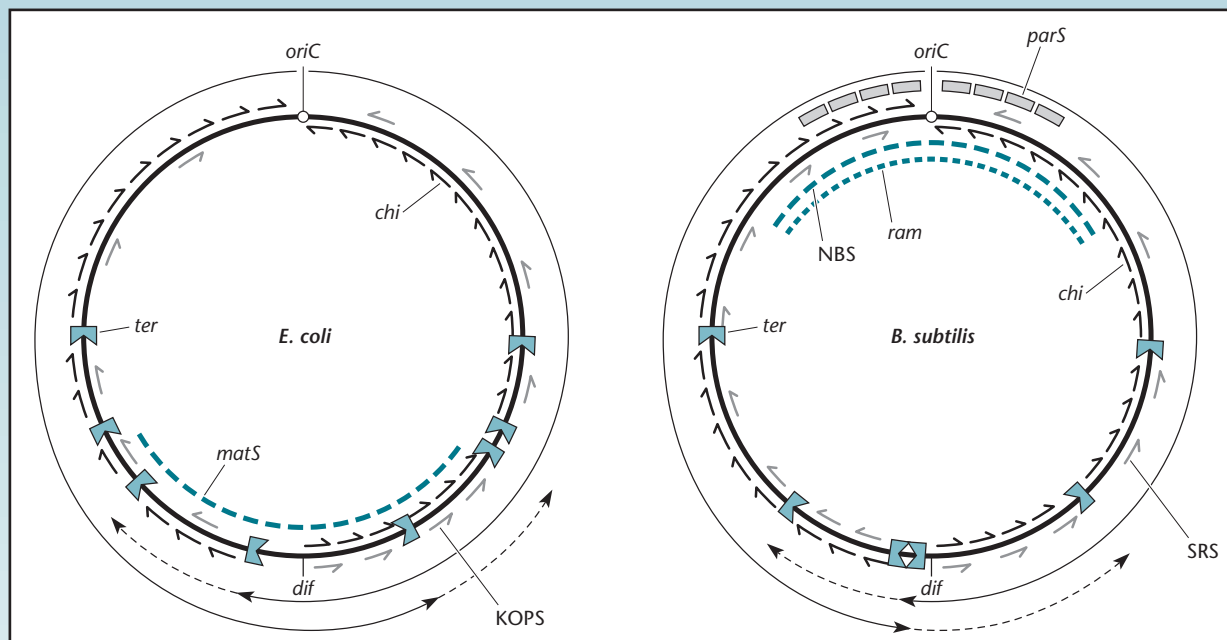 oriC
chi
ter
E. coli
matS
dif
KOPS
oriC
parS
NBS
ram
chi
ter
B. subtilis
SRS
dif